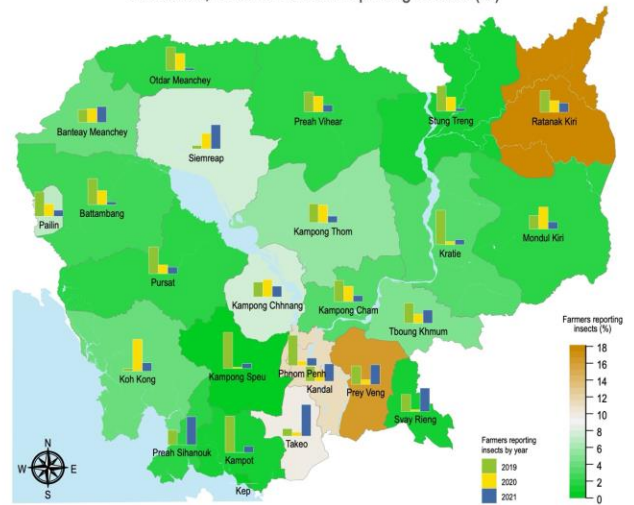 Otdar Meanchey
Stung Treng
Ratanak Kiri
Preah Vihear
Banteay Meanchey
Siemreap
Battambang
Pailin
Kampong Thom
Mondul Kiri
Kratie
Pursat
Kampong Chhnang
Kampong Cham
Tboung Khmum
Koh Kong
Kampong Speu
Phnom Penh
Kandal
Prey Veng
Svay Rieng
Preah Sihanouk
Kampot
Takeo
Kep
N
W
E
S
Farmers reporting
insects by year
2019
2020
2021
Farmers reporting
insects (%)
18
16
14
12
10
8
6
4
2
0